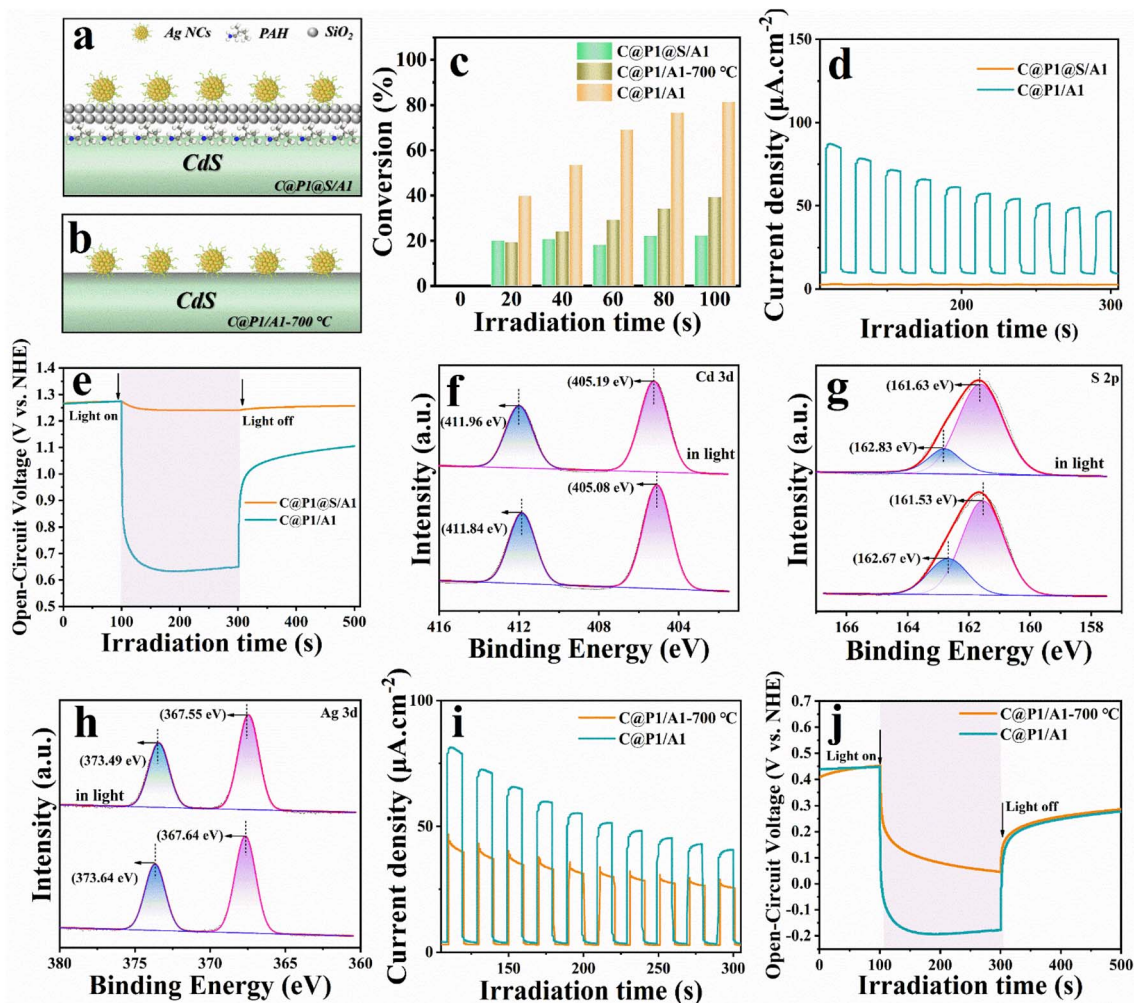 a
Ag NCs
PAH
SiO₂
CdS
C@P1@S/A1
b
CdS
C@P1/A1-700 °C
c
C@P1@S/A1
C@P1/A1-700 °C
C@P1/A1
Conversion (%)
100
80
60
40
20
0
0 20 40 60 80 100
Irradiation time (s)
d
C@P1@S/A1
C@P1/A1
Current density (μA.cm⁻²)
150
100
50
0
200 300
Irradiation time (s)
e
Light on
Light off
C@P1@S/A1
C@P1/A1
Open-Circuit Voltage (V vs. NHE)
1.4
1.3
1.2
1.1
1.0
0.9
0.8
0.7
0.6
0.5
0 100 200 300 400 500
Irradiation time (s)
f
Cd 3d
(405.19 eV)
(411.96 eV)
in light
(405.08 eV)
(411.84 eV)
Intensity (a.u.)
416 412 408 404
Binding Energy (eV)
g
S 2p
(161.63 eV)
(162.83 eV)
in light
(161.53 eV)
(162.67 eV)
Intensity (a.u.)
166 164 162 160 158
Binding Energy (eV)
h
Ag 3d
(367.55 eV)
(373.49 eV)
in light
(367.64 eV)
(373.64 eV)
Intensity (a.u.)
380 375 370 365 360
Binding Energy (eV)
i
C@P1/A1-700 °C
C@P1/A1
Current density (μA.cm⁻²)
100
50
0
150 200 250 300
Irradiation time (s)
j
C@P1/A1-700 °C
C@P1/A1
Light on
Light off
Open-Circuit Voltage (V vs. NHE)
0.7
0.6
0.5
0.4
0.3
0.2
0.1
0.0
-0.1
-0.2
0 100 200 300 400 500
Irradiation time (s)